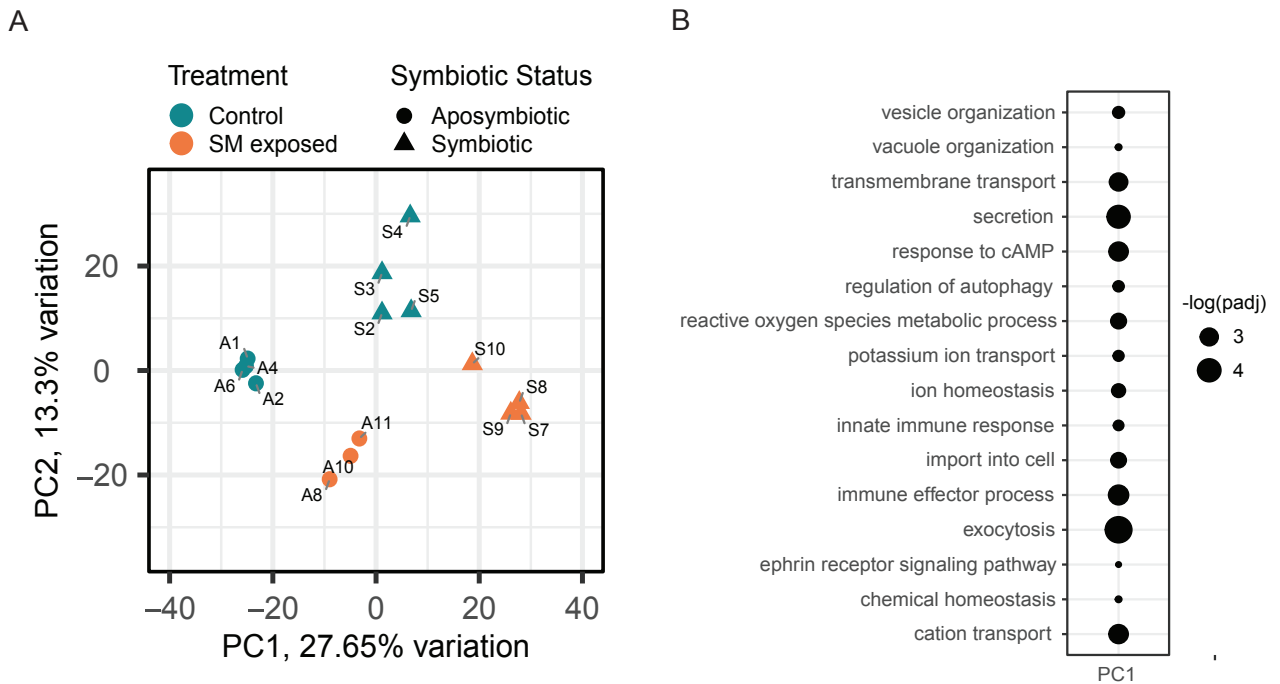 A
B
Treatment
Symbiotic Status
Control
Aposymbiotic
SM exposed
Symbiotic
S4
S3
S5
S2
A1
A4
A6
A2
S10
S8
S9
S7
A11
A10
A8
20
0
−20
−40
−20
0
20
40
PC2, 13.3% variation
PC1, 27.65% variation
vesicle organization
vacuole organization
transmembrane transport
secretion
response to cAMP
regulation of autophagy
reactive oxygen species metabolic process
potassium ion transport
ion homeostasis
innate immune response
import into cell
immune effector process
exocytosis
ephrin receptor signaling pathway
chemical homeostasis
cation transport
PC1
-log(padj)
3
4